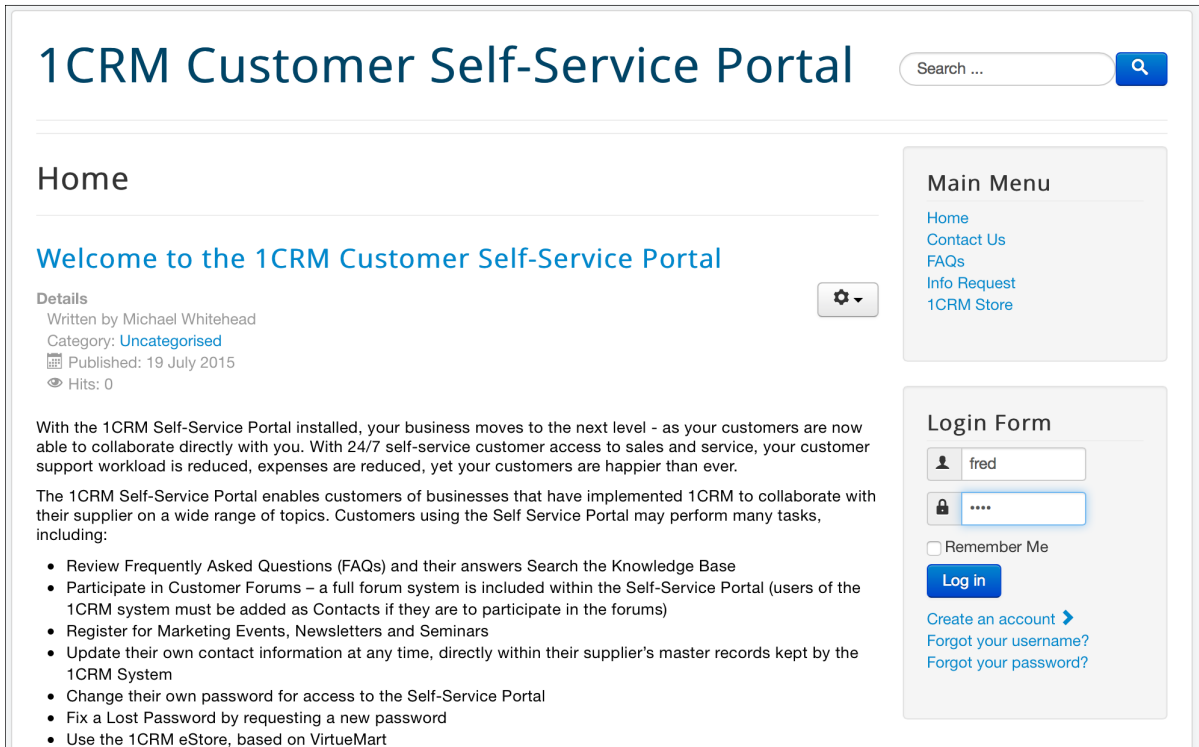 1CRM Customer Self-Service Portal
Search ...
Home
Welcome to the 1CRM Customer Self-Service Portal
Details
Written by Michael Whitehead
Category: Uncategorised
Published: 19 July 2015
Hits: 0
With the 1CRM Self-Service Portal installed, your business moves to the next level - as your customers are now
able to collaborate directly with you. With 24/7 self-service customer access to sales and service, your customer
support workload is reduced, expenses are reduced, yet your customers are happier than ever.
The 1CRM Self-Service Portal enables customers of businesses that have implemented 1CRM to collaborate with
their supplier on a wide range of topics. Customers using the Self Service Portal may perform many tasks,
including:
• Review Frequently Asked Questions (FAQs) and their answers Search the Knowledge Base
• Participate in Customer Forums – a full forum system is included within the Self-Service Portal (users of the
1CRM system must be added as Contacts if they are to participate in the forums)
• Register for Marketing Events, Newsletters and Seminars
• Update their own contact information at any time, directly within their supplier's master records kept by the
1CRM System
• Change their own password for access to the Self-Service Portal
• Fix a Lost Password by requesting a new password
• Use the 1CRM eStore, based on VirtueMart
Main Menu
Home
Contact Us
FAQs
Info Request
1CRM Store
Login Form
fred
••••
Remember Me
Log in
Create an account
Forgot your username?
Forgot your password?